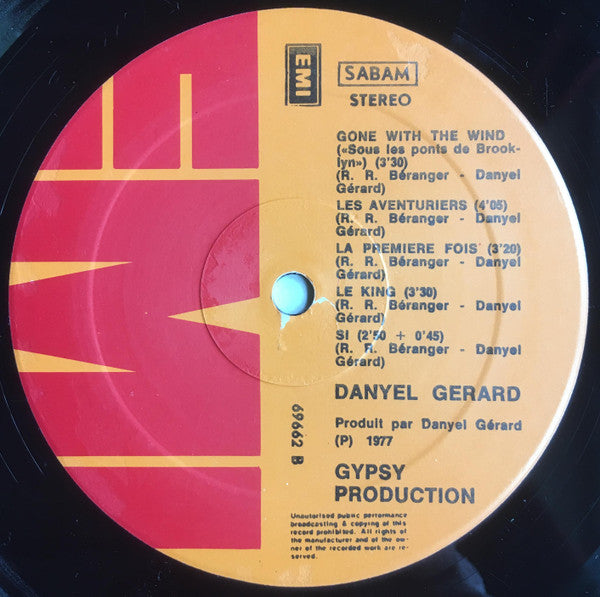 EMI
SABAM
STEREO
GONE WITH THE WIND
(«Sous les ponts de Brook-
lyn») (3'30)
(R. R. Béranger - Danyel
Gérard)
LES AVENTURIERS (4'05)
(R. R. Béranger - Danyel
Gérard)
LA PREMIERE FOIS (3'20)
(R. R. Béranger - Danyel
Gérard)
LE KING (3'30)
(R. R. Béranger - Danyel
Gérard)
SI (2'50 + 0'45)
(R. R. Béranger - Danyel
Gérard)
DANYEL GERARD
Produit par Danyel Gérard
(P) 1977
GYPSY
PRODUCTION
69662 B
Unauthorised public performance
broadcasting & copying of this
record prohibited. All rights of
the manufacturer and of the ow-
ner of the recorded work are re-
served.
EMI